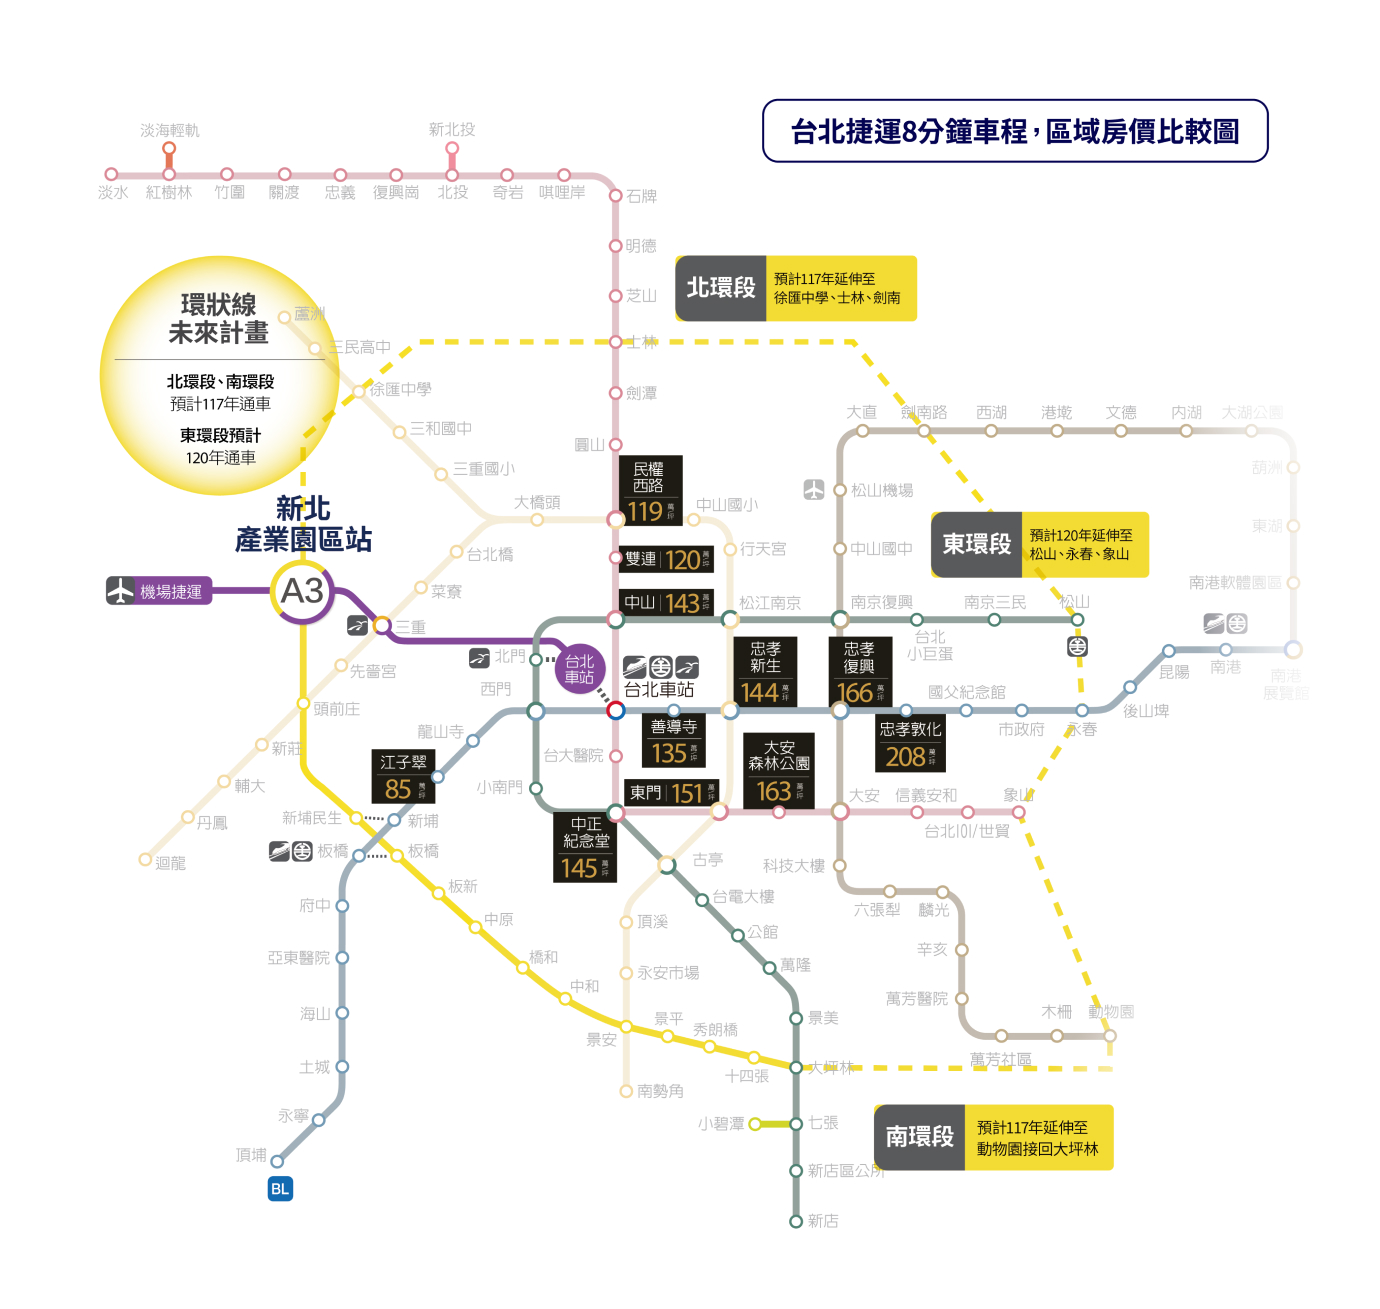 台北捷運8分鐘車程，區域房價比較圖
淡海輕軌
新北投
淡水
紅樹林
竹圍
關渡
忠義
復興崗
北投
奇岩
唭哩岸
石牌
明德
芝山
士林
劍潭
圓山
北環段
預計117年延伸至
徐匯中學、士林、劍南
環狀線
未來計畫
北環段、南環段
預計117年通車
東環段預計
120年通車
蘆洲
三民高中
徐匯中學
三和國中
三重國小
大橋頭
台北橋
菜寮
三重
先嗇宮
頭前庄
新莊
輔大
丹鳳
迴龍
大直
劍南路
西湖
港墘
文德
內湖
大湖公園
葫洲
東湖
南港軟體園區
南港
展覽館
松山機場
中山國中
民權
西路
119萬/坪
中山國小
行天宮
雙連 120萬/坪
中山 143萬/坪
松江南京
南京復興
台北
小巨蛋
南京三民
松山
東環段
預計120年延伸至
松山、永春、象山
新北
產業園區站
機場捷運
A3
北門
西門
台北
車站
台北車站
忠孝
新生
144萬/坪
忠孝
復興
166萬/坪
國父紀念館
市政府
永春
後山埤
昆陽
南港
善導寺
135萬/坪
忠孝敦化
208萬/坪
大安
森林公園
163萬/坪
龍山寺
江子翠
85萬/坪
小南門
台大醫院
東門 151萬/坪
中正
紀念堂
145萬/坪
大安
信義安和
台北101/世貿
象山
新埔民生
新埔
板橋
板橋
板新
中原
橋和
中和
景安
景平
秀朗橋
十四張
大坪林
府中
亞東醫院
海山
土城
永寧
頂埔
BL
古亭
台電大樓
公館
萬隆
景美
頂溪
永安市場
南勢角
小碧潭
七張
新店區公所
新店
科技大樓
六張犁
麟光
辛亥
萬芳醫院
萬芳社區
木柵
動物園
南環段
預計117年延伸至
動物園接回大坪林